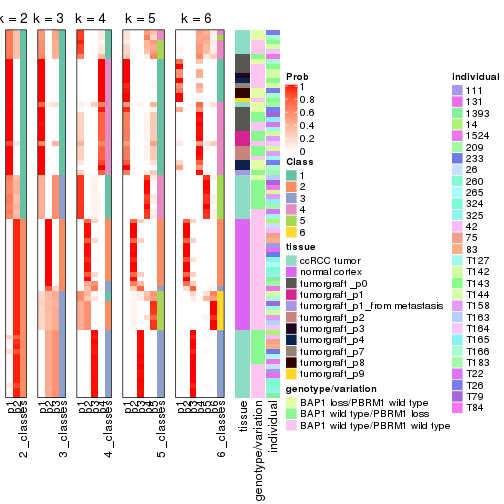 k = 2
k = 3
k = 4
k = 5
k = 6
p1
p2
2_classes
p1
p2
p3
3_classes
p1
p2
p3
p4
4_classes
p1
p2
p3
p4
p5
5_classes
p1
p2
p3
p4
p5
p6
6_classes
tissue
genotype/variation
individual
Prob
1
0.8
0.6
0.4
0.2
0
Class
1
2
3
4
5
6
tissue
ccRCC tumor
normal cortex
tumorgraft_p0
tumorgraft_p1
tumorgraft_p1_from metastasis
tumorgraft_p2
tumorgraft_p3
tumorgraft_p4
tumorgraft_p7
tumorgraft_p8
tumorgraft_p9
genotype/variation
BAP1 loss/PBRM1 wild type
BAP1 wild type/PBRM1 loss
BAP1 wild type/PBRM1 wild type
individual
111
131
1393
14
1524
209
233
26
260
265
324
325
42
75
83
T127
T142
T143
T144
T158
T163
T164
T165
T166
T183
T22
T26
T79
T84